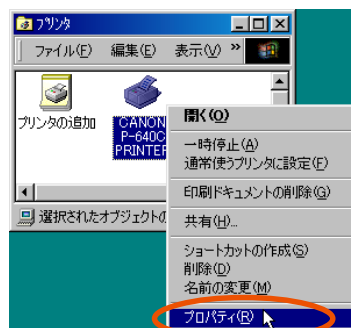 プリンタ
ファイル(F) 編集(E) 表示(V) »
プリンタの追加
CANON
P-640C
PRINTER
選択されたオブジェクトの
開く(O)
一時停止(A)
通常使うプリンタに設定(F)
印刷ドキュメントの削除(G)
共有(H)...
ショートカットの作成(S)
削除(D)
名前の変更(M)
プロパティ(R)